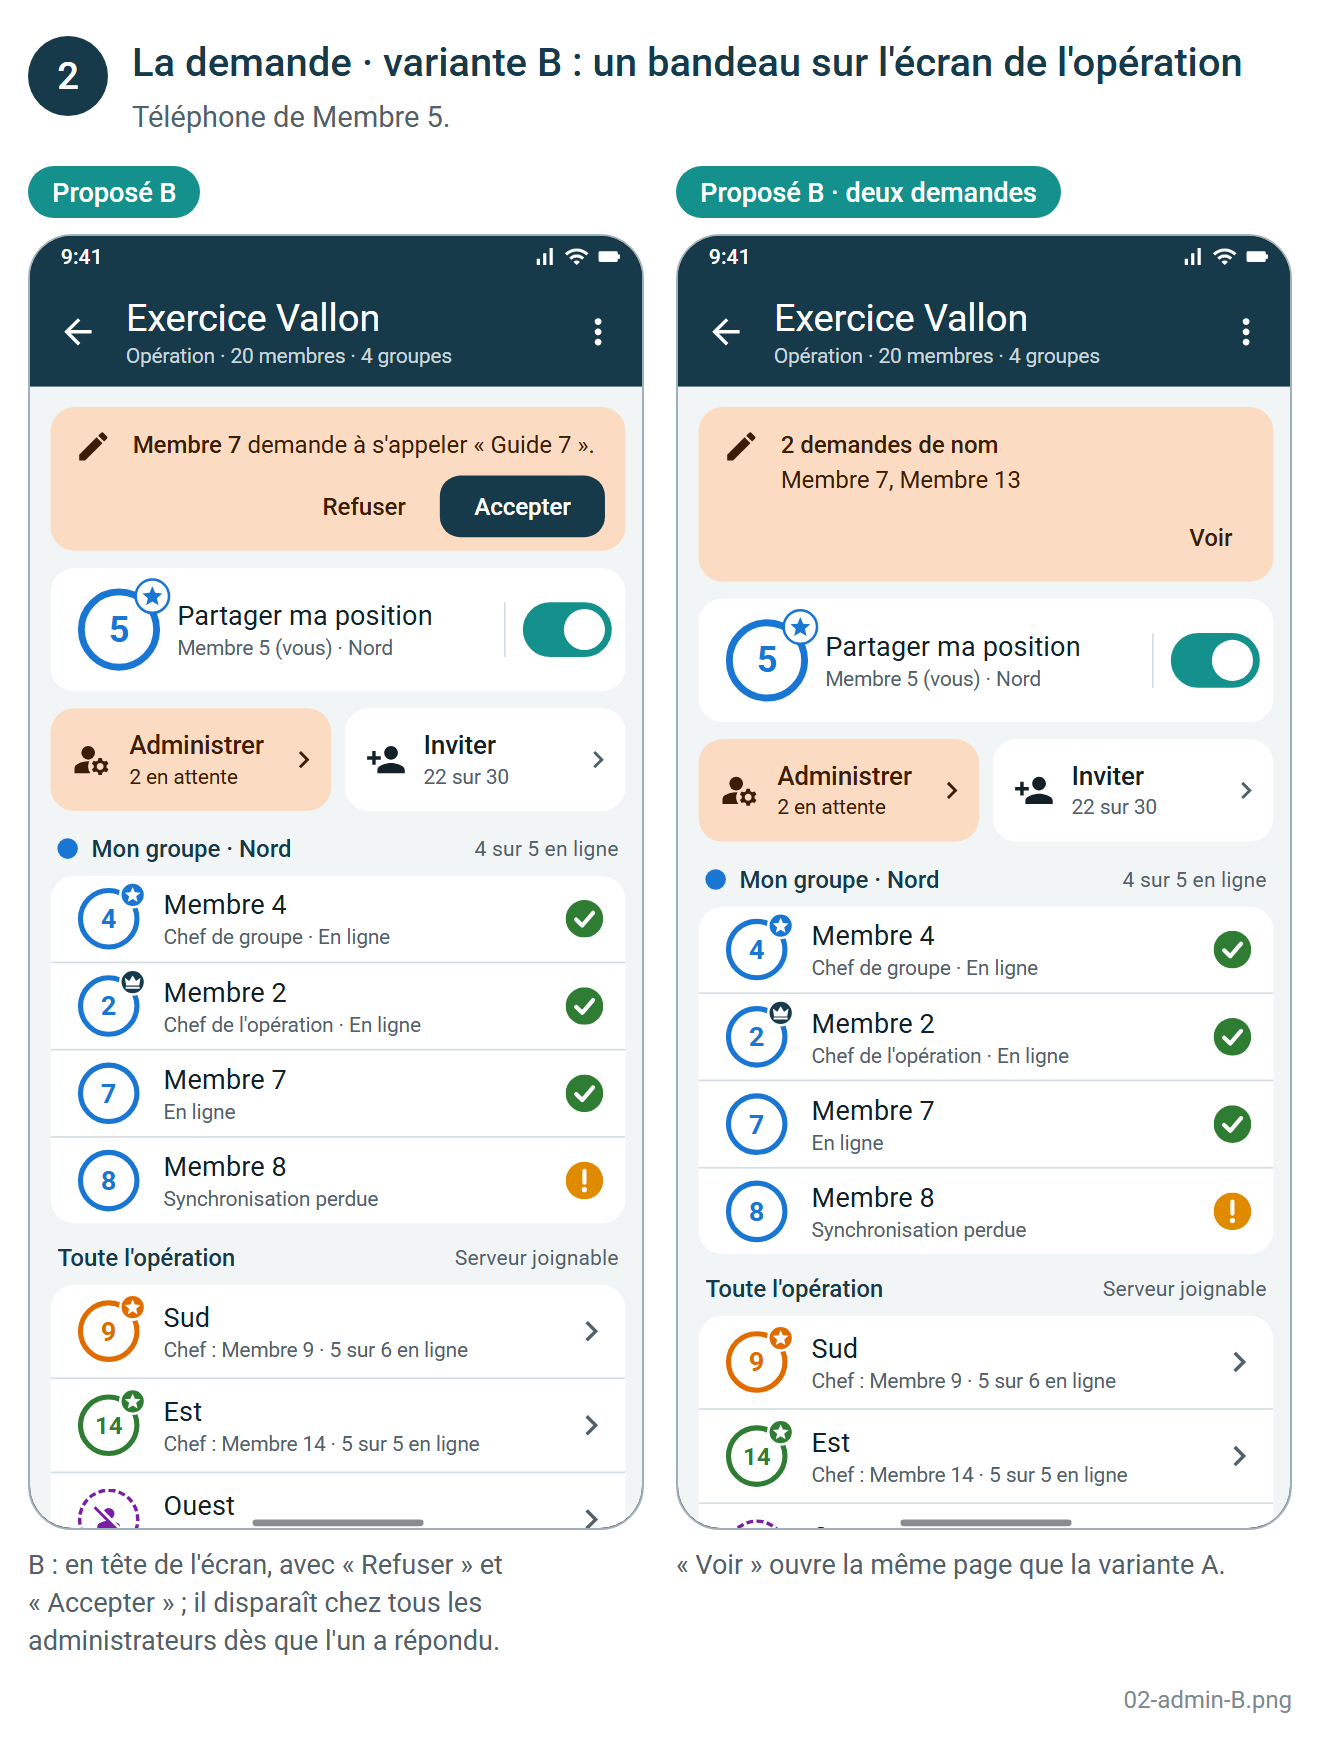 2
La demande · variante B : un bandeau sur l'écran de l'opération
Téléphone de Membre 5.
Proposé B
9:41
Exercice Vallon
Opération · 20 membres · 4 groupes
Membre 7 demande à s'appeler « Guide 7 ».
Refuser
Accepter
5
Partager ma position
Membre 5 (vous) · Nord
Administrer
2 en attente
Inviter
22 sur 30
Mon groupe · Nord
4 sur 5 en ligne
4
Membre 4
Chef de groupe · En ligne
2
Membre 2
Chef de l'opération · En ligne
7
Membre 7
En ligne
8
Membre 8
Synchronisation perdue
Toute l'opération
Serveur joignable
9
Sud
Chef : Membre 9 · 5 sur 6 en ligne
14
Est
Chef : Membre 14 · 5 sur 5 en ligne
Ouest
B : en tête de l'écran, avec « Refuser » et
« Accepter » ; il disparaît chez tous les
administrateurs dès que l'un a répondu.
Proposé B · deux demandes
9:41
Exercice Vallon
Opération · 20 membres · 4 groupes
2 demandes de nom
Membre 7, Membre 13
Voir
5
Partager ma position
Membre 5 (vous) · Nord
Administrer
2 en attente
Inviter
22 sur 30
Mon groupe · Nord
4 sur 5 en ligne
4
Membre 4
Chef de groupe · En ligne
2
Membre 2
Chef de l'opération · En ligne
7
Membre 7
En ligne
8
Membre 8
Synchronisation perdue
Toute l'opération
Serveur joignable
9
Sud
Chef : Membre 9 · 5 sur 6 en ligne
14
Est
Chef : Membre 14 · 5 sur 5 en ligne
« Voir » ouvre la même page que la variante A.
02-admin-B.png